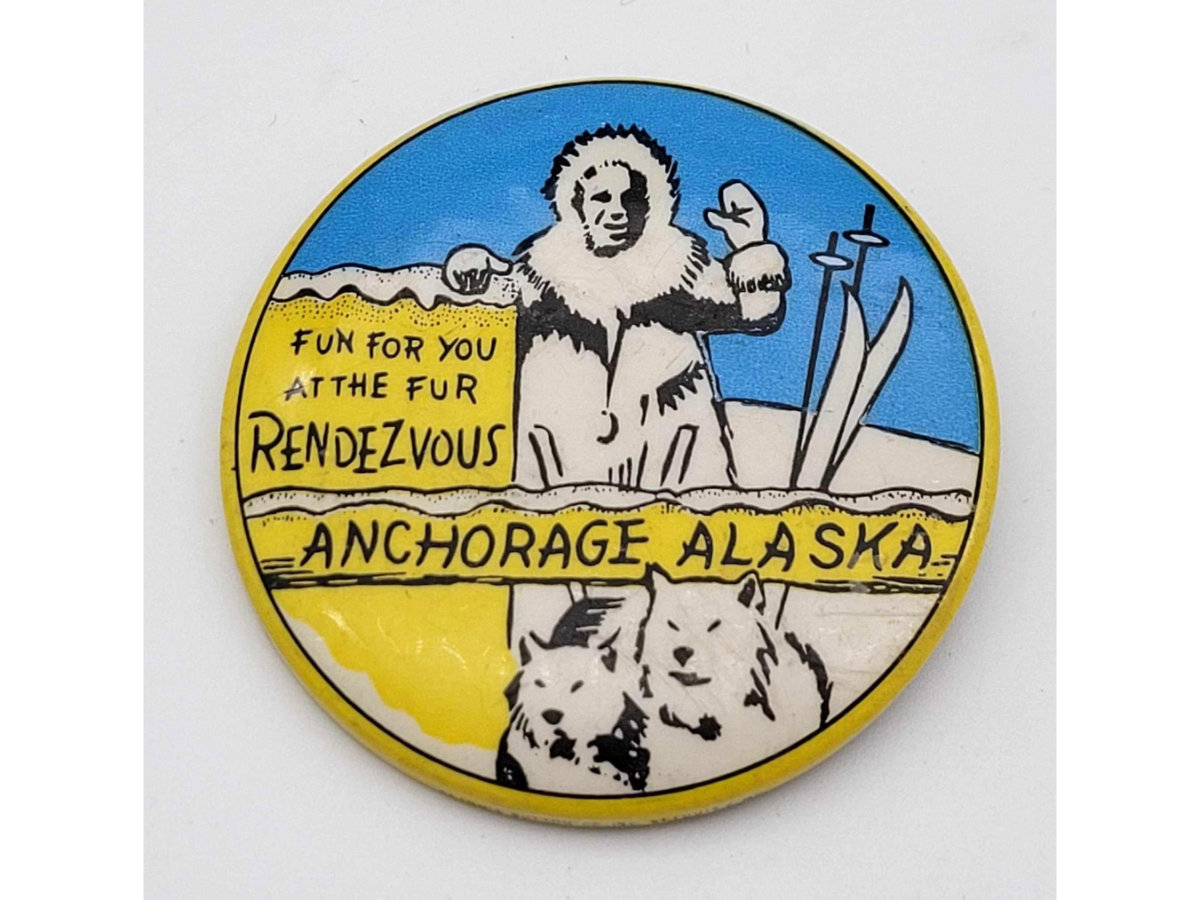 FUN FOR YOU
AT THE FUR
RENDEZVOUS
ANCHORAGE ALASKA